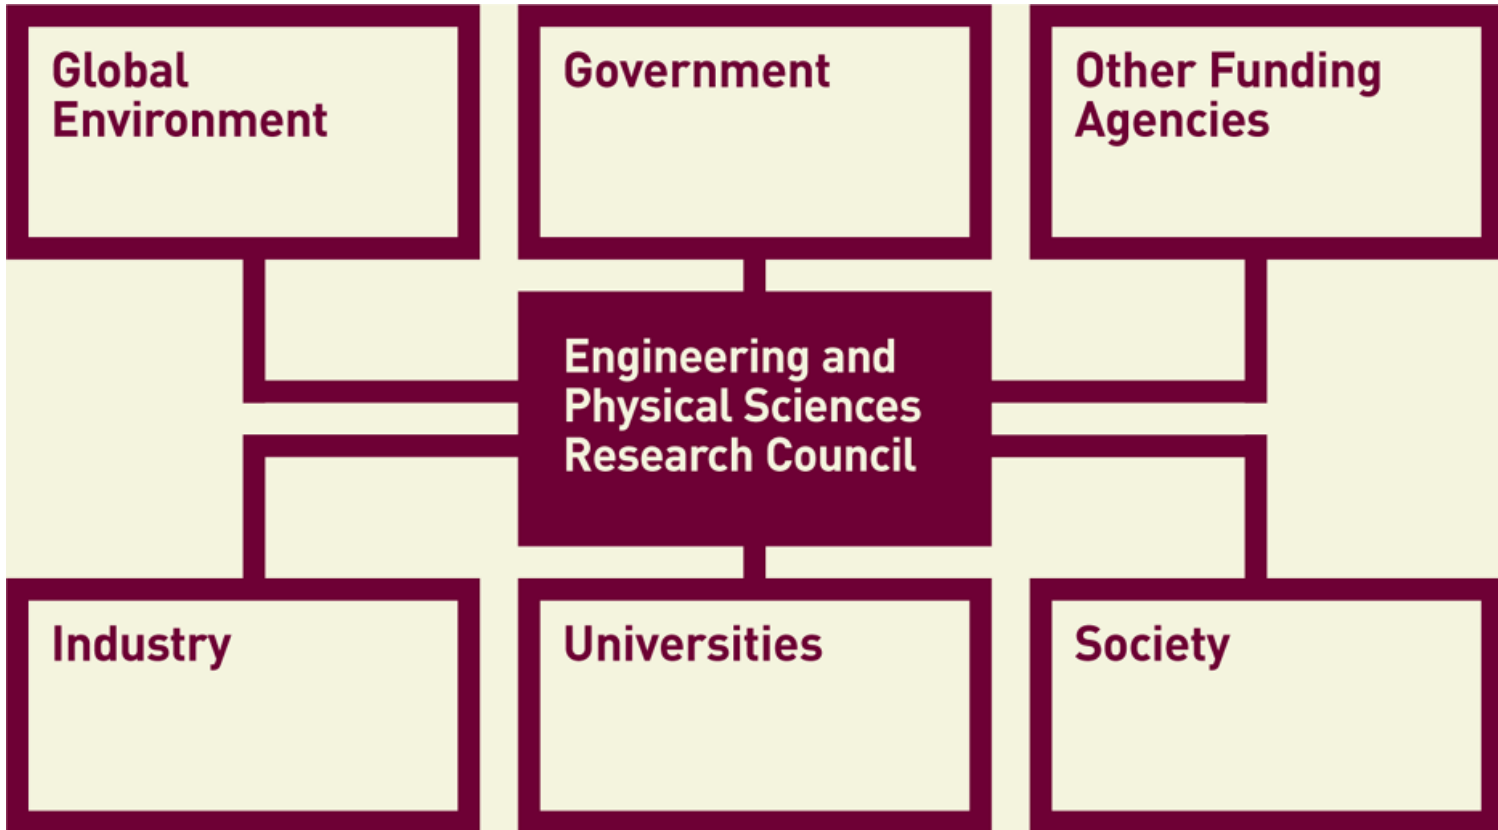 Global
Environment
Government
Other Funding
Agencies
Engineering and
Physical Sciences
Research Council
Industry
Universities
Society